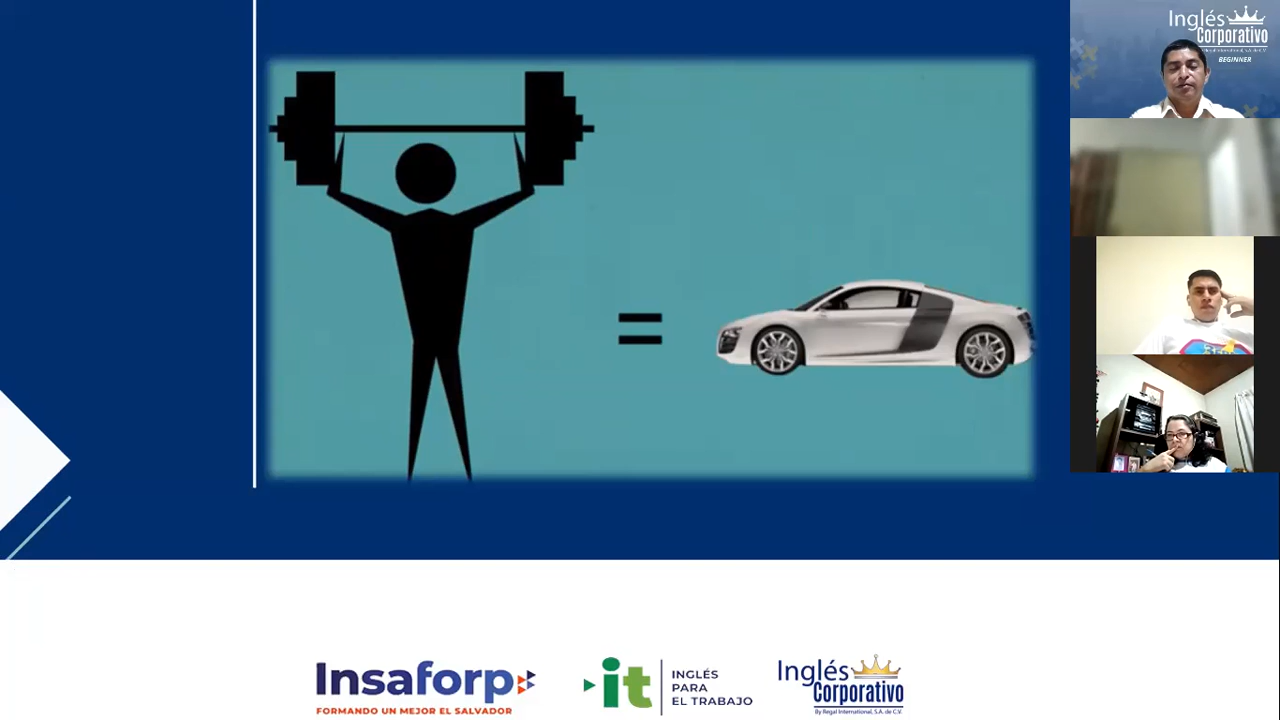 Inglés
Corporativo
BEGINNER
=
Insaforp
FORMANDO UN MEJOR EL SALVADOR
it
INGLÉS
PARA
EL TRABAJO
Inglés
Corporativo
By Regal International, S.A. de C.V.